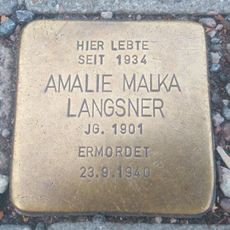 HIER LEBTE
SEIT 1934
AMALIE MALKA
LANGSNER
JG. 1901
ERMORDET
23.9.1940